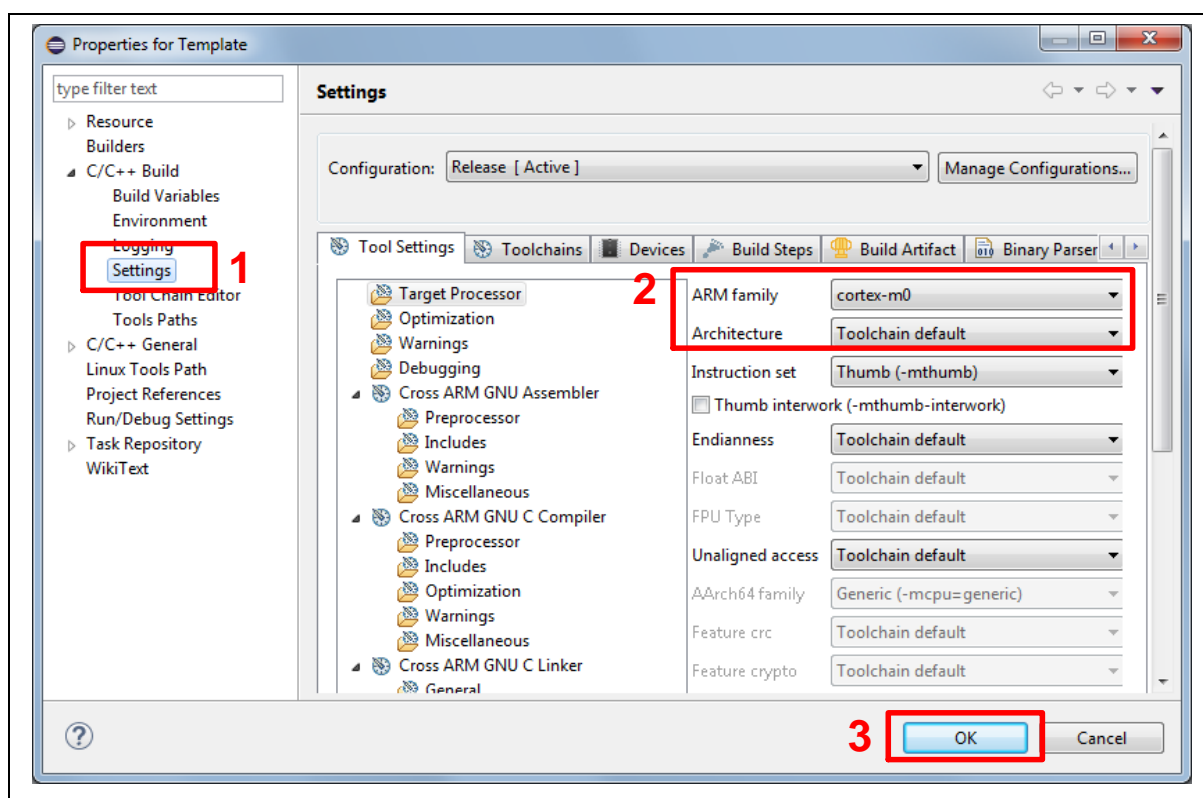 Properties for Template
type filter text
Resource
Builders
C/C++ Build
Build Variables
Environment
Logging
Settings
Tool Chain Editor
Tools Paths
C/C++ General
Linux Tools Path
Project References
Run/Debug Settings
Task Repository
WikiText
1
Settings
Configuration: Release [ Active ] Manage Configurations...
Tool Settings Toolchains Devices Build Steps Build Artifact Binary Parser
Target Processor
Optimization
Warnings
Debugging
Cross ARM GNU Assembler
Preprocessor
Includes
Warnings
Miscellaneous
Cross ARM GNU C Compiler
Preprocessor
Includes
Optimization
Warnings
Miscellaneous
Cross ARM GNU C Linker
General
2
ARM family cortex-m0
Architecture Toolchain default
Instruction set Thumb (-mthumb)
Thumb interwork (-mthumb-interwork)
Endianness Toolchain default
Float ABI Toolchain default
FPU Type Toolchain default
Unaligned access Toolchain default
AArch64 family Generic (-mcpu=generic)
Feature crc Toolchain default
Feature crypto Toolchain default
?
3
OK Cancel